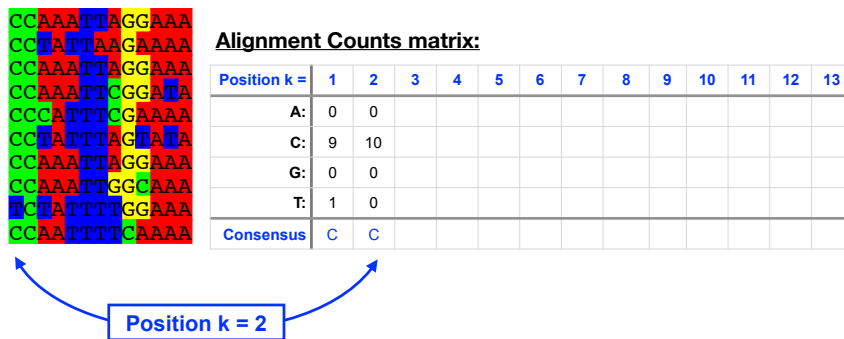 CCAAATTAGGAAA
CCTATTAAGAAAA
CCAAATTAGGAAA
CCAAATTCGGATA
CCCATTTCGAAAA
CCTATTTAGTATA
CCAAATTAGGAAA
CCAAATTGGCAAA
TCTATTTTGGAAA
CCAATTTTCAAAA
Alignment Counts matrix:
Position k = 1 2 3 4 5 6 7 8 9 10 11 12 13
A: 0 0
C: 9 10
G: 0 0
T: 1 0
Consensus C C
Position k = 2